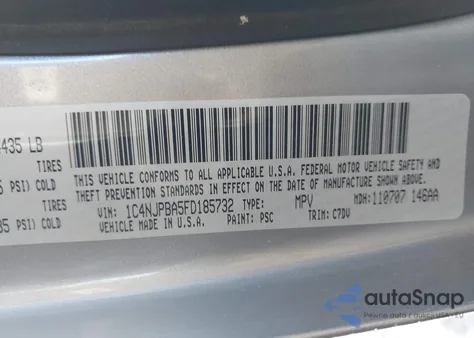 435 LB
TIRES
PSI) COLD
TIRES
35 PSI) COLD
THIS VEHICLE CONFORMS TO ALL APPLICABLE U.S.A. FEDERAL MOTOR VEHICLE SAFETY AND
THEFT PREVENTION STANDARDS IN EFFECT ON THE DATE OF MANUFACTURE SHOWN ABOVE.
VIN: 1C4NJPBA5FD185732 TYPE: MPV MDH: 110707 146AA
VEHICLE MADE IN U.S.A. PAINT: PSC TRIM: C7DV
autoSnap